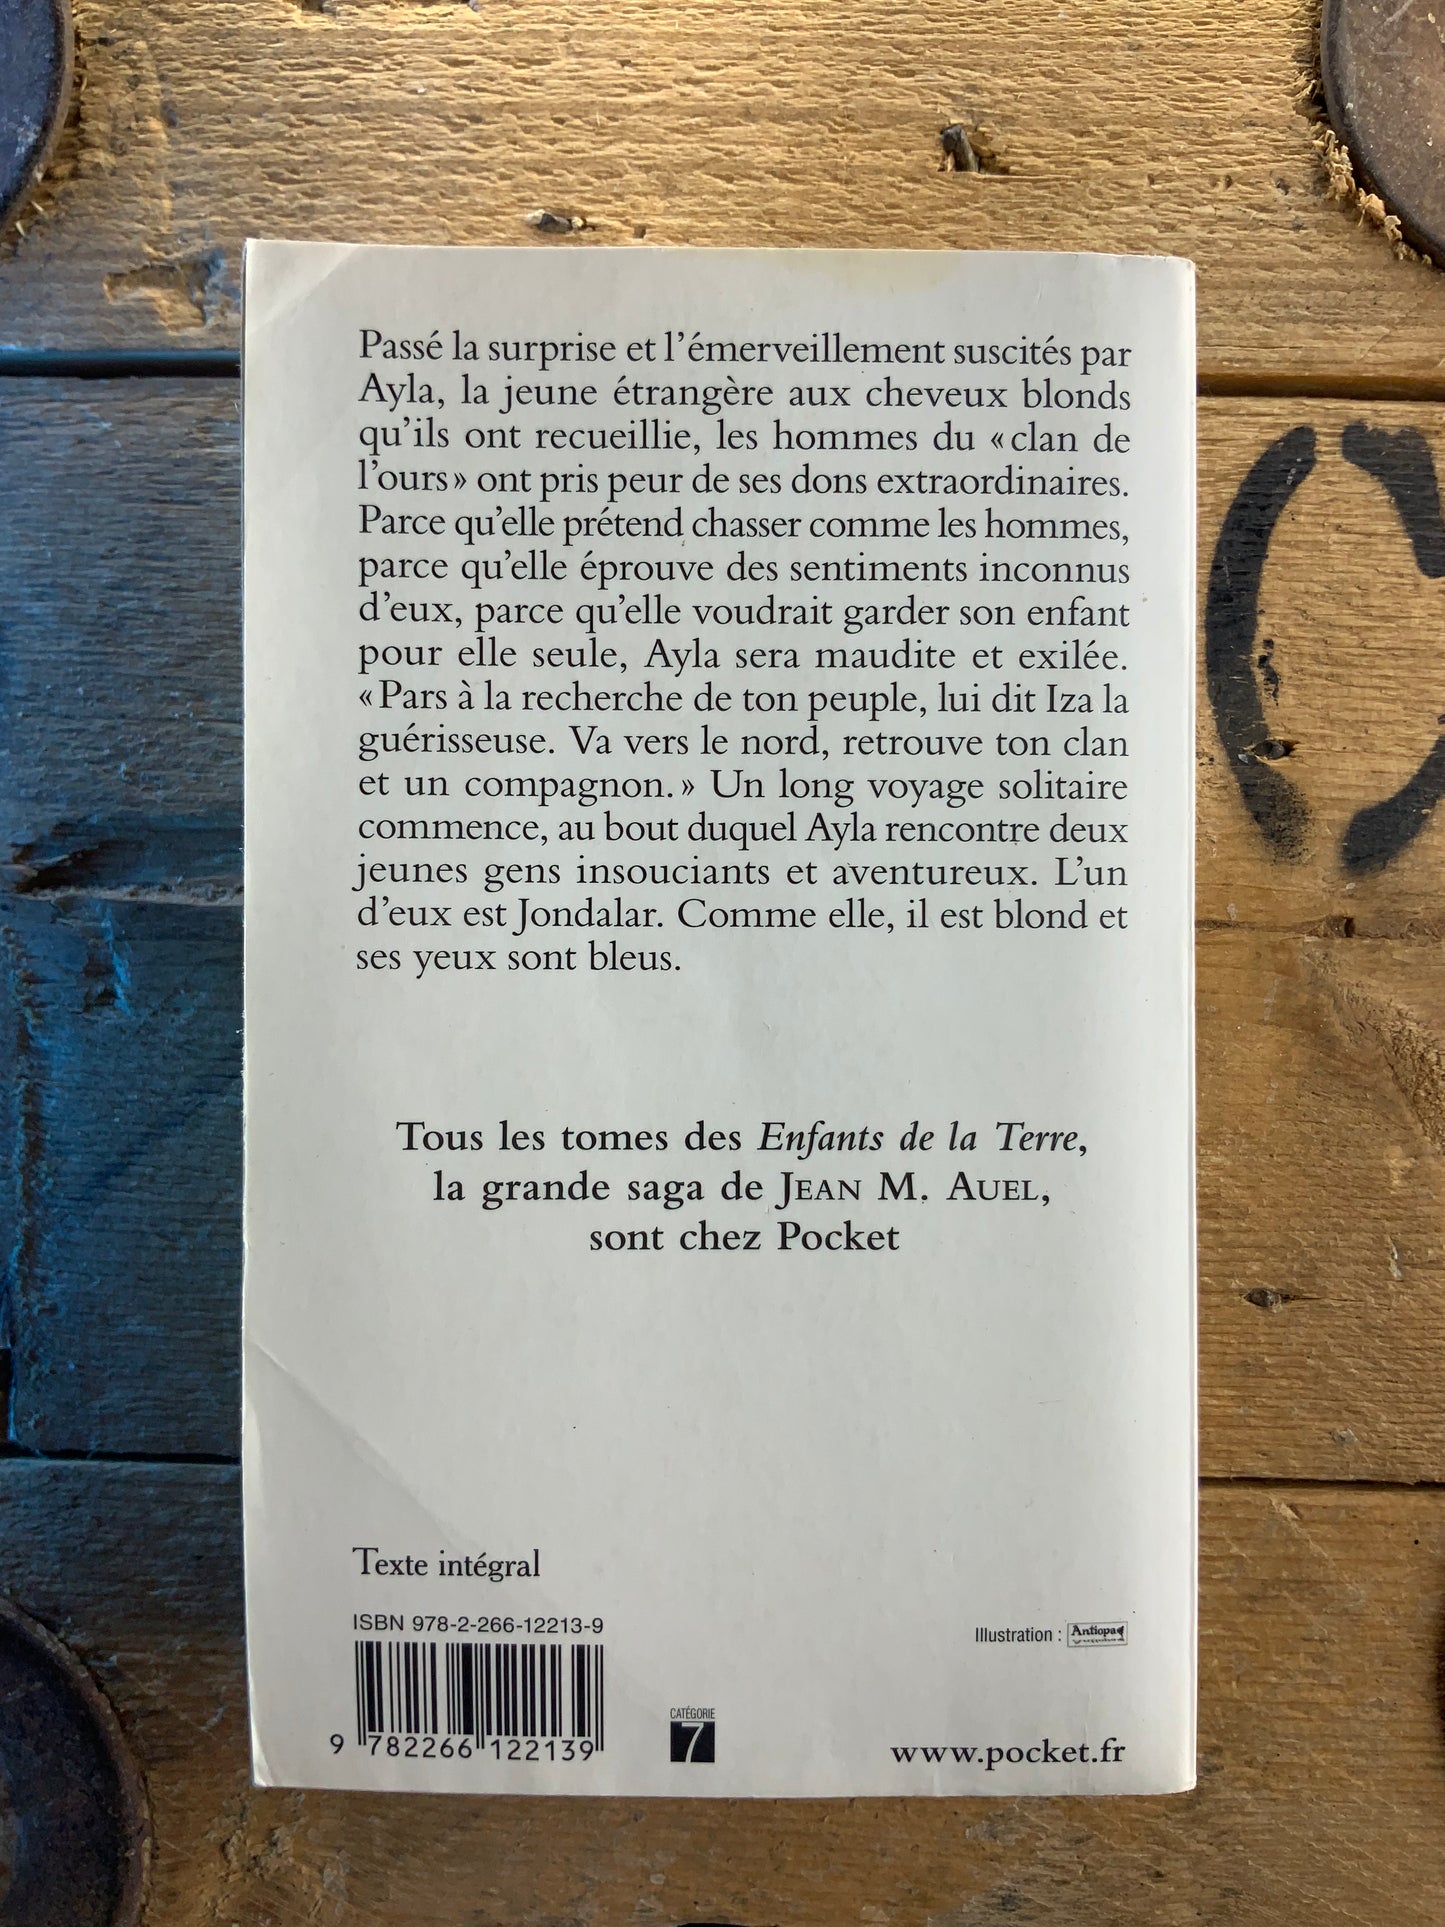 Passé la surprise et l'émerveillement suscités par
Ayla, la jeune étrangère aux cheveux blonds
qu'ils ont recueillie, les hommes du « clan de
l'ours » ont pris peur de ses dons extraordinaires.
Parce qu'elle prétend chasser comme les hommes,
parce qu'elle éprouve des sentiments inconnus
d'eux, parce qu'elle voudrait garder son enfant
pour elle seule, Ayla sera maudite et exilée.
« Pars à la recherche de ton peuple, lui dit Iza la
guérisseuse. Va vers le nord, retrouve ton clan
et un compagnon. » Un long voyage solitaire
commence, au bout duquel Ayla rencontre deux
jeunes gens insouciants et aventureux. L'un
d'eux est Jondalar. Comme elle, il est blond et
ses yeux sont bleus.
Tous les tomes des Enfants de la Terre,
la grande saga de JEAN M. AUEL,
sont chez Pocket
Texte intégral
ISBN 978-2-266-12213-9
9 782266 122139
CATÉGORIE
7
Illustration : Antiopa
www.pocket.fr